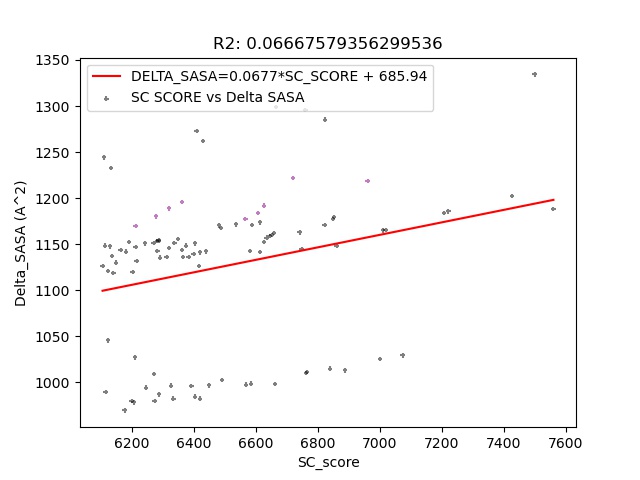 R2: 0.06667579356299536
DELTA_SASA=0.0677*SC_SCORE + 685.94
SC SCORE vs Delta SASA
1350
1300
1250
1200
1150
1100
1050
1000
Delta_SASA (A^2)
6200 6400 6600 6800 7000 7200 7400 7600
SC_score